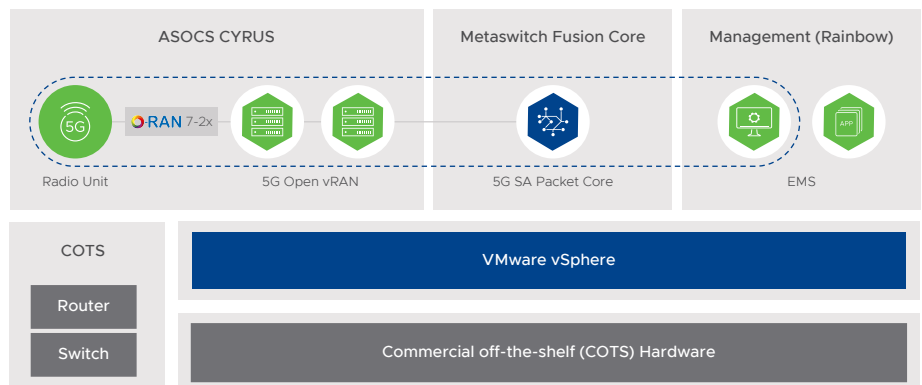 ASOCS CYRUS
Metaswitch Fusion Core
Management (Rainbow)
5G
O-RAN 7-2x
APP
Radio Unit
5G Open vRAN
5G SA Packet Core
EMS
COTS
Router
Switch
VMware vSphere
Commercial off-the-shelf (COTS) Hardware